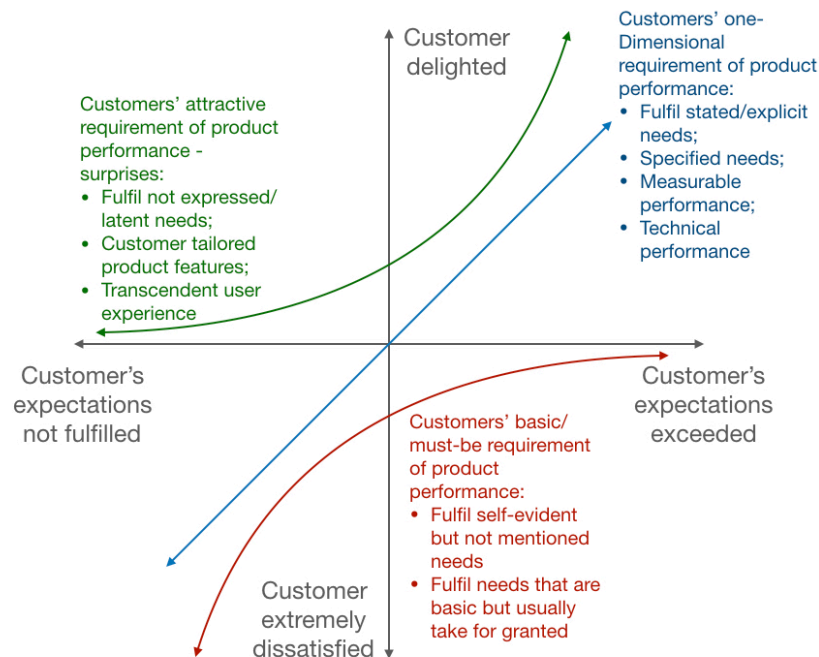 Customer
delighted
Customers’ one-
Dimensional
requirement of product
performance:
• Fulfil stated/explicit
needs;
• Specified needs;
• Measurable
performance;
• Technical
performance
Customers’ attractive
requirement of product
performance -
surprises:
• Fulfil not expressed/
latent needs;
• Customer tailored
product features;
• Transcendent user
experience
Customer’s
expectations
not fulfilled
Customer’s
expectations
exceeded
Customers’ basic/
must-be requirement
of product
performance:
• Fulfil self-evident
but not mentioned
needs
• Fulfil needs that are
basic but usually
take for granted
Customer
extremely
dissatisfied